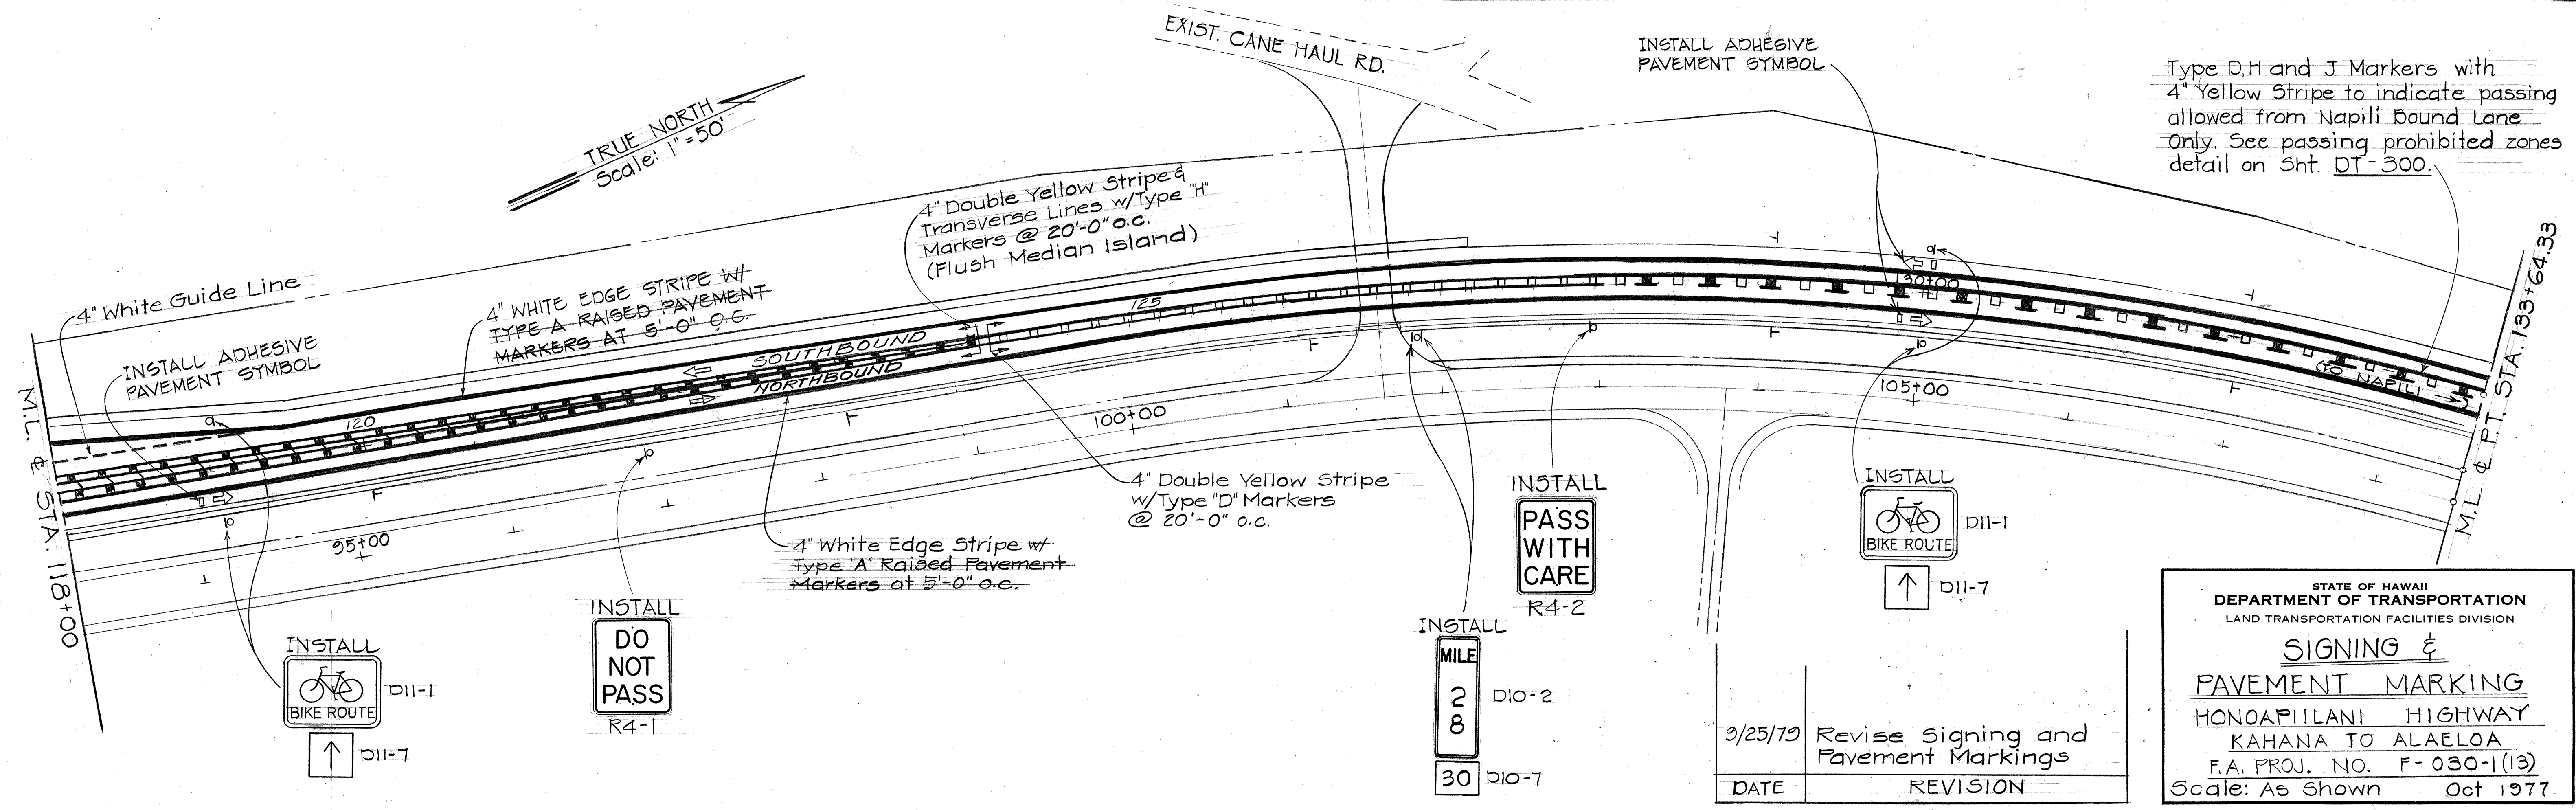 EXIST. CANE HAUL RD.
INSTALL ADHESIVE
PAVEMENT SYMBOL
Type D,H and J Markers with
4" Yellow Stripe to indicate passing
allowed from Napili Bound Lane
Only. See passing prohibited zones
detail on Sht. DT-300.
TRUE NORTH
Scale: 1"=50'
4" Double Yellow Stripe &
Transverse Lines w/Type "H"
Markers @ 20'-0" o.c.
(Flush Median Island)
4" White Guide Line
4" WHITE EDGE STRIPE W/
TYPE A RAISED PAVEMENT
MARKERS AT 5'-0" O.C.
INSTALL ADHESIVE
PAVEMENT SYMBOL
M.L. ℄ STA. 118+00
120
SOUTHBOUND
NORTHBOUND
125
130+00
(TO NAPILI
M.L. ℄ P.T. STA. 133+64.33
95+00
100+00
105+00
4" Double Yellow Stripe
w/Type "D" Markers
@ 20'-0" o.c.
4" White Edge Stripe w/
Type "A" Raised Pavement
Markers at 5'-0" o.c.
INSTALL
BIKE ROUTE
D11-1
D11-7
INSTALL
DO
NOT
PASS
R4-1
INSTALL
MILE
2
8
D10-2
30
D10-7
INSTALL
PASS
WITH
CARE
R4-2
INSTALL
BIKE ROUTE
D11-1
D11-7
9/25/79 Revise Signing and
Pavement Markings
DATE REVISION
STATE OF HAWAII
DEPARTMENT OF TRANSPORTATION
LAND TRANSPORTATION FACILITIES DIVISION
SIGNING &
PAVEMENT MARKING
HONOAPIILANI HIGHWAY
KAHANA TO ALAELOA
F.A. PROJ. NO. F-030-1(13)
Scale: As Shown Oct 1977